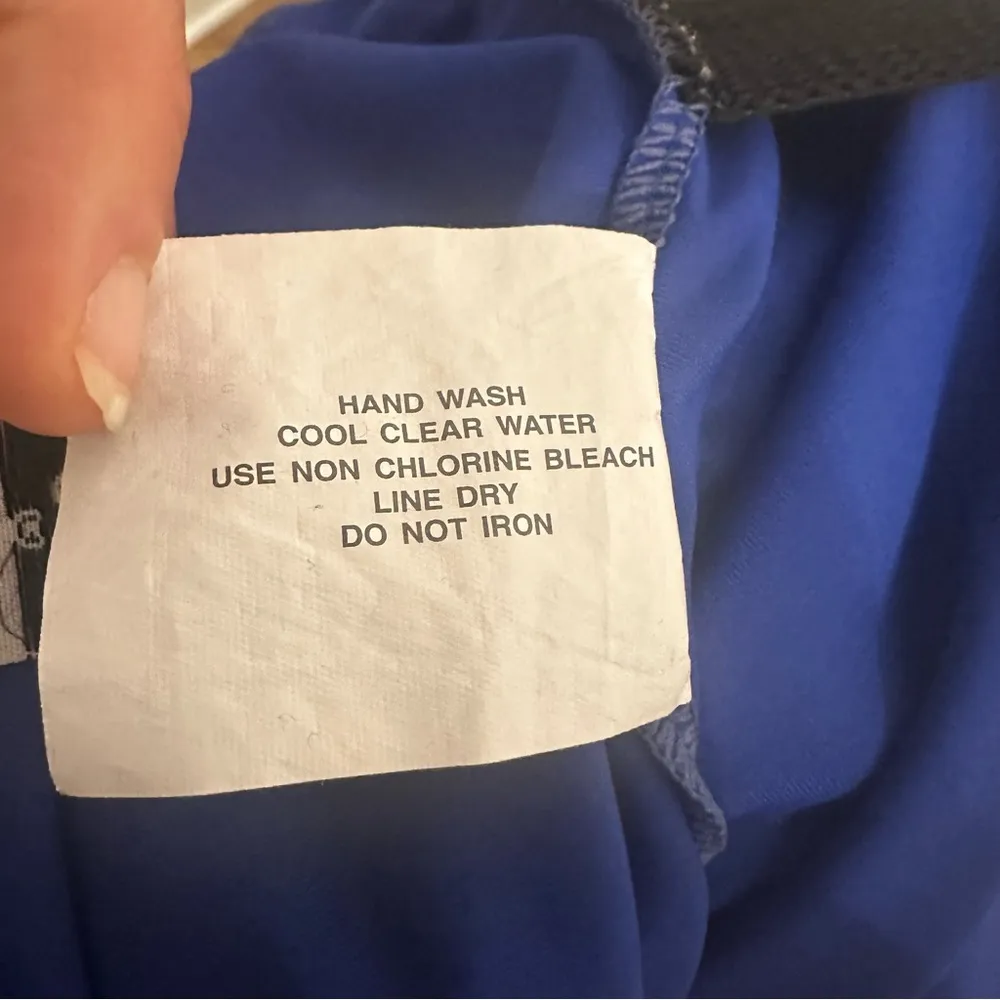 HAND WASH
COOL CLEAR WATER
USE NON CHLORINE BLEACH
LINE DRY
DO NOT IRON